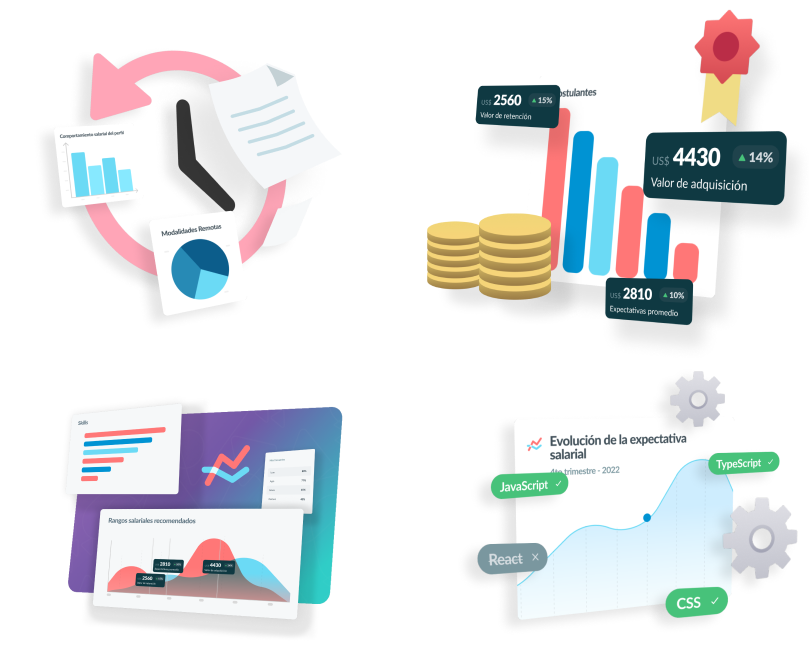 Comportamiento salarial del perfil
Modalidades Remotas
ostulantes
US$ 2560 ▲ 15%
Valor de retención
US$ 4430 ▲ 14%
Valor de adquisición
US$ 2810 ▲ 10%
Expectativas promedio
Skills
Rangos salariales recomendados
2810
4430
2560
Evolución de la expectativa
salarial
trimestre - 2022
TypeScript ✓
JavaScript ✓
React ×
CSS ✓